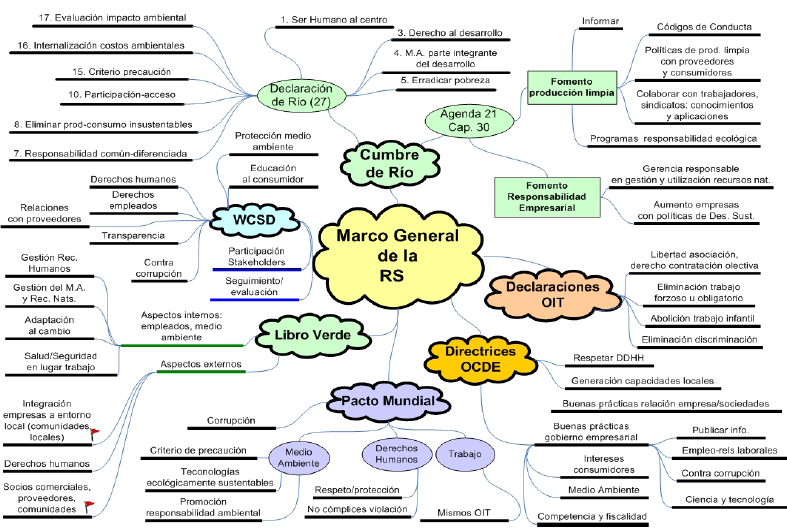 17. Evaluación impacto ambiental
16. Internalización costos ambientales
15. Criterio precaución
10. Participación-acceso
8. Eliminar prod-consumo insustentables
7. Responsabilidad común-diferenciada
1. Ser Humano al centro
3. Derecho al desarrollo
4. M.A. parte integrante
del desarrollo
5. Erradicar pobreza
Declaración
de Río (27)
Cumbre
de Río
Agenda 21
Cap. 30
Fomento
producción limpia
Informar
Códigos de Conducta
Políticas de prod. limpia
con proveedores
y consumidores
Colaborar con trabajadores,
sindicatos: conocimientos
y aplicaciones
Programas responsabilidad ecológica
Fomento
Responsabilidad
Empresarial
Gerencia responsable
en gestión y utilización recursos nat.
Aumento empresas
con políticas de Des. Sust.
Protección medio
ambiente
Educación
al consumidor
Derechos humanos
Derechos
empleados
Relaciones
con proveedores
Transparencia
Contra
corrupción
WCSD
Participación
Stakeholders
Seguimiento/
evaluación
Marco General
de la
RS
Declaraciones
OIT
Libertad asociación,
derecho contratación olectiva
Eliminación trabajo
forzoso u obligatorio
Abolición trabajo infantil
Eliminación discriminación
Gestión Rec.
Humanos
Gestión del M.A.
y Rec. Nats.
Adaptación
al cambio
Salud/Seguridad
en lugar trabajo
Aspectos internos:
empleados, medio
ambiente
Aspectos externos
Libro Verde
Integración
empresas a entorno
local (comunidades,
locales)
Derechos humanos
Socios comerciales,
proveedores,
comunidades
Directrices
OCDE
Respetar DDHH
Generación capacidades locales
Buenas prácticas relación empresa/sociedades
Buenas prácticas
gobierno empresarial
Publicar info.
Empleo-rels.laborales
Contra corrupción
Ciencia y tecnología
Intereses
consumidores
Medio Ambiente
Competencia y fiscalidad
Pacto Mundial
Corrupción
Medio
Ambiente
Criterio de precaución
Teconologías
ecológicamente sustentables
Promoción
responsabilidad ambiental
Derechos
Humanos
Respeto/protección
No cómplices violación
Trabajo
Mismos OIT